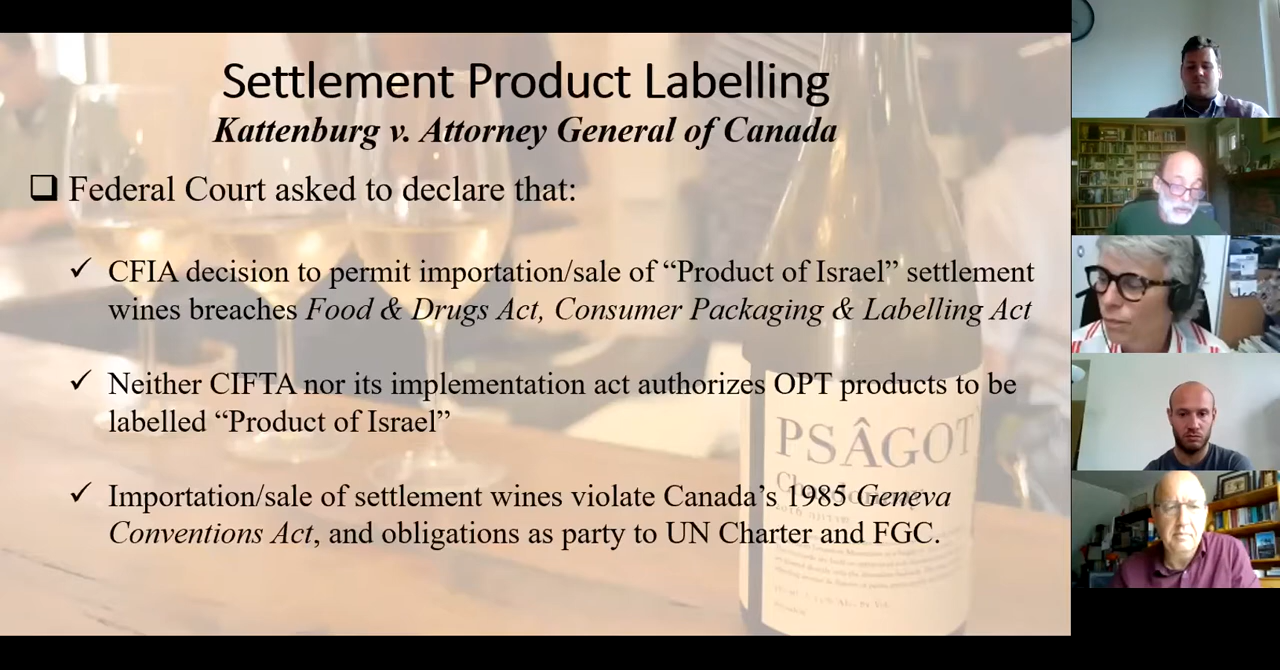 Settlement Product Labelling
Kattenburg v. Attorney General of Canada
Federal Court asked to declare that:
CFIA decision to permit importation/sale of “Product of Israel” settlement
wines breaches Food & Drugs Act, Consumer Packaging & Labelling Act
Neither CIFTA nor its implementation act authorizes OPT products to be
labelled “Product of Israel”
PSÂGOT
Importation/sale of settlement wines violate Canada’s 1985 Geneva
Conventions Act, and obligations as party to UN Charter and FGC.